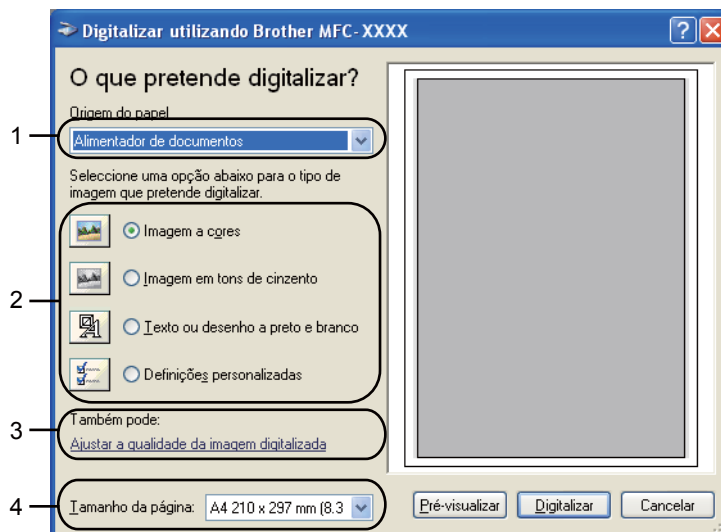 Digitalizar utilizando Brother MFC-XXXX
O que pretende digitalizar?
Origem do papel
1
Alimentador de documentos
Seleccione uma opção abaixo para o tipo de
imagem que pretende digitalizar.
Imagem a cores
Imagem em tons de cinzento
2
Texto ou desenho a preto e branco
Definições personalizadas
Também pode:
3
Ajustar a qualidade da imagem digitalizada
4
Tamanho da página:
A4 210 x 297 mm (8.3
Pré-visualizar
Digitalizar
Cancelar